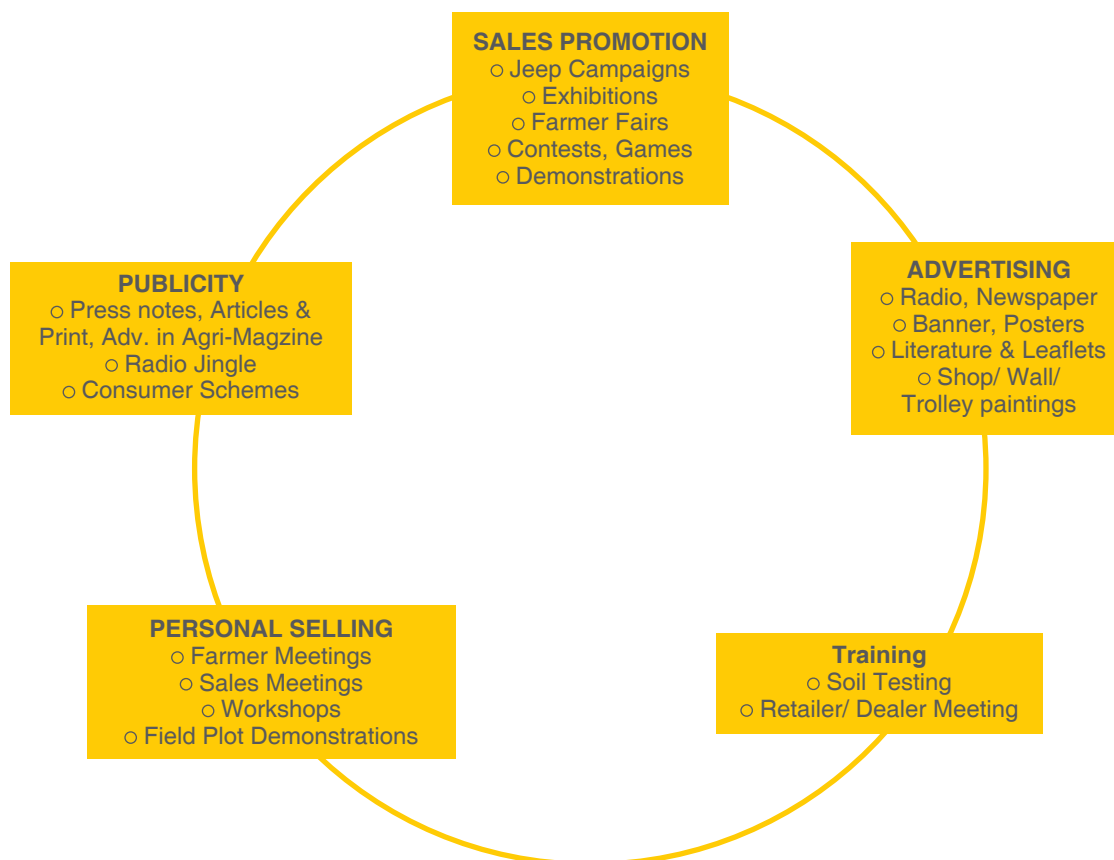 SALES PROMOTION
○ Jeep Campaigns
○ Exhibitions
○ Farmer Fairs
○ Contests, Games
○ Demonstrations
ADVERTISING
○ Radio, Newspaper
○ Banner, Posters
○ Literature & Leaflets
○ Shop/ Wall/
Trolley paintings
Training
○ Soil Testing
○ Retailer/ Dealer Meeting
PERSONAL SELLING
○ Farmer Meetings
○ Sales Meetings
○ Workshops
○ Field Plot Demonstrations
PUBLICITY
○ Press notes, Articles &
Print, Adv. in Agri-Magzine
○ Radio Jingle
○ Consumer Schemes